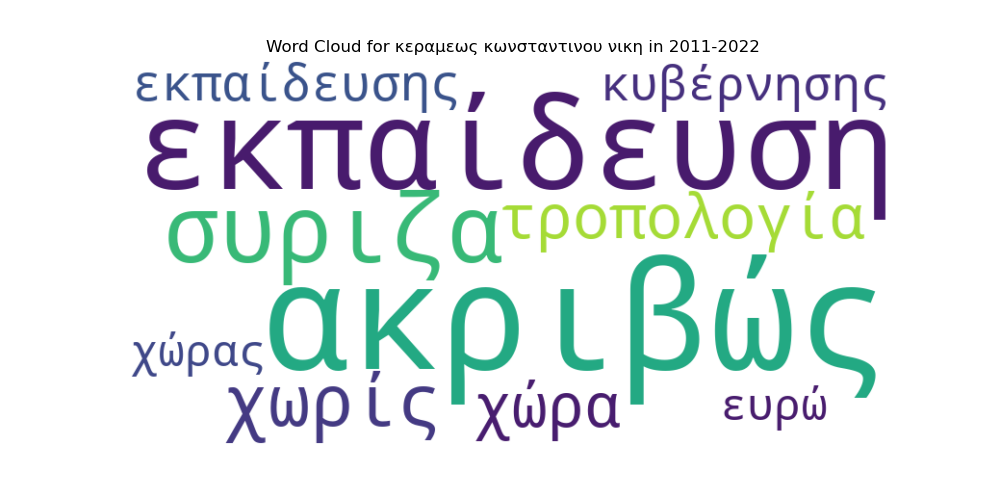 Word Cloud for κεραμεως κωνσταντινου νικη in 2011-2022
εκπαίδευσης κυβέρνησης
εκπαίδευση
συριζα τροπολογία
ακριβώς
χώρας
χωρίς χώρα ευρώ